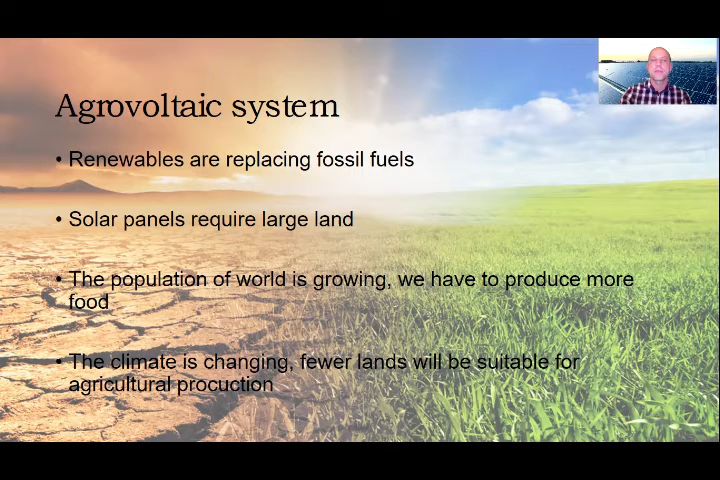 Agrovoltaic system
• Renewables are replacing fossil fuels
• Solar panels require large land
• The population of world is growing, we have to produce more
food
• The climate is changing, fewer lands will be suitable for
agricultural procuction